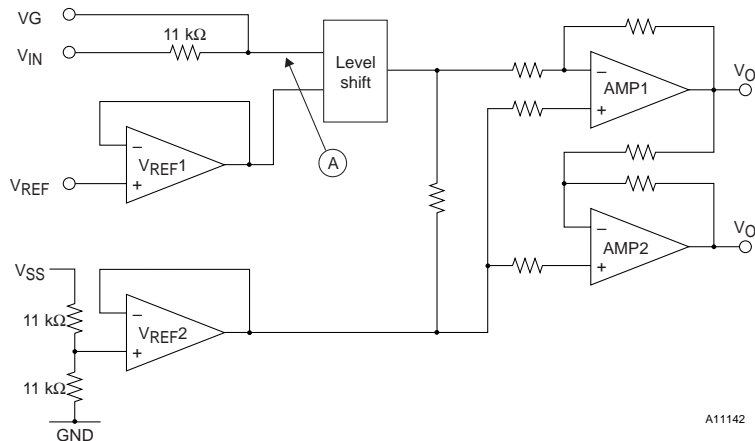 VG
11 kΩ
VIN
Level
shift
AMP1
−
+
VO
VREF1
−
+
A
VREF
AMP2
−
+
VO
VSS
11 kΩ
VREF2
−
+
11 kΩ
GND
A11142